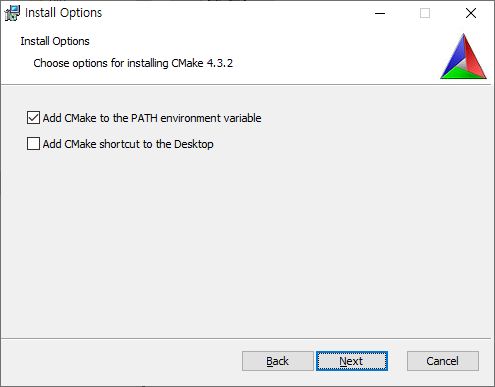 Install Options
Install Options
Choose options for installing CMake 4.3.2
Add CMake to the PATH environment variable
Add CMake shortcut to the Desktop
Back
Next
Cancel